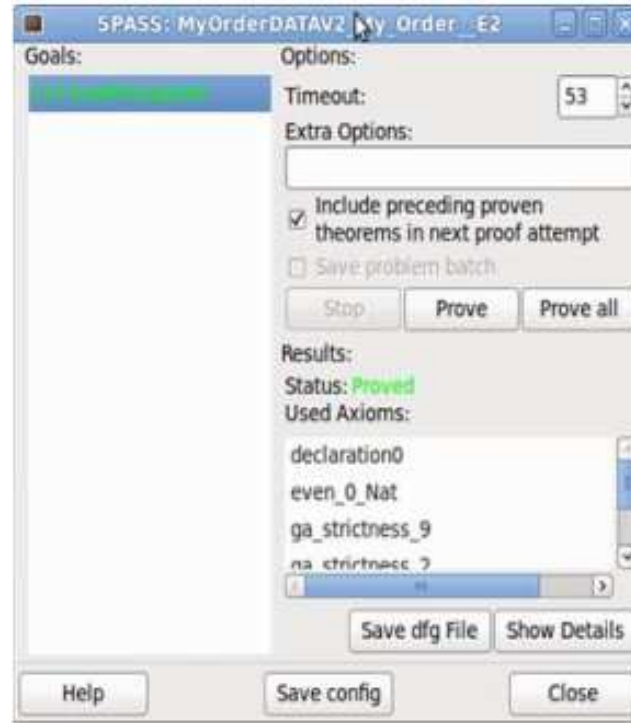 SPASS: MyOrderDATAV2_My_Order__E2
Goals:
Options:
Timeout:
53
Extra Options:
Include preceding proven
theorems in next proof attempt
Save problem batch
Stop
Prove
Prove all
Results:
Status: Proved
Used Axioms:
declaration0
even_0_Nat
ga_strictness_9
ga_strictness_2
Save dfg File
Show Details
Help
Save config
Close